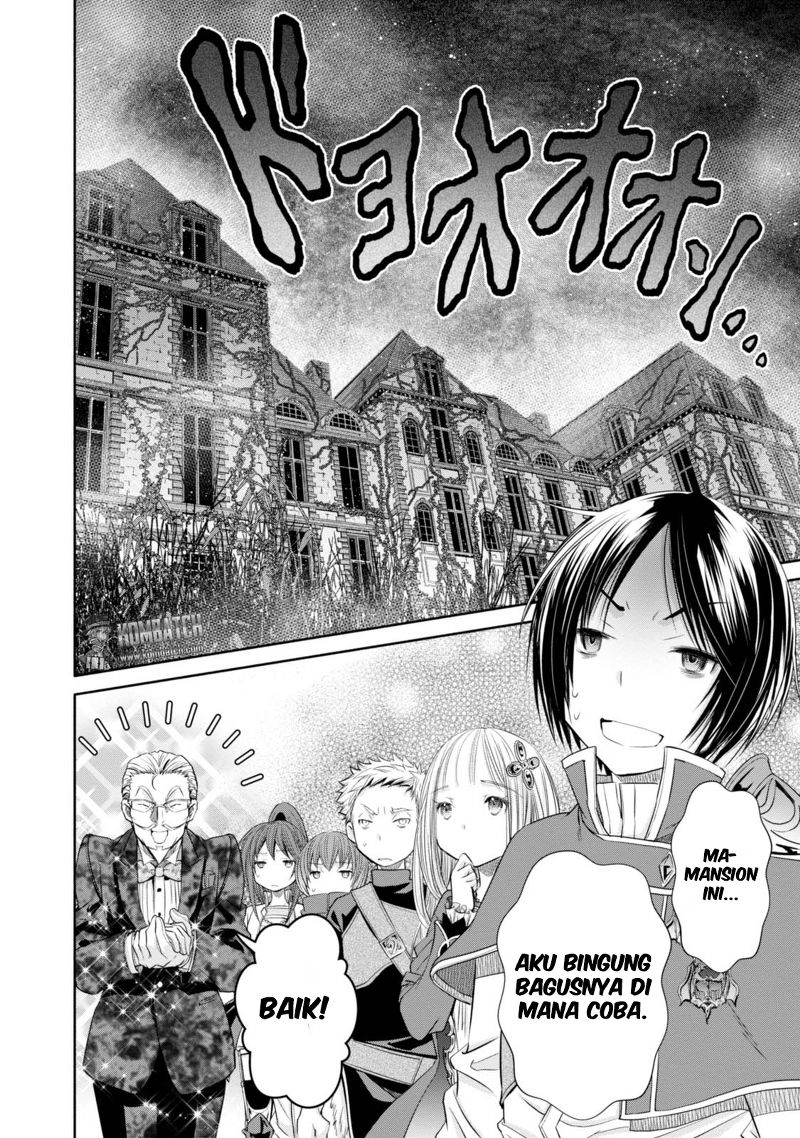 ドヨオオオン...
MA-
MANSION
INI...
AKU BINGUNG
BAGUSNYA DI
MANA COBA.
BAIK!